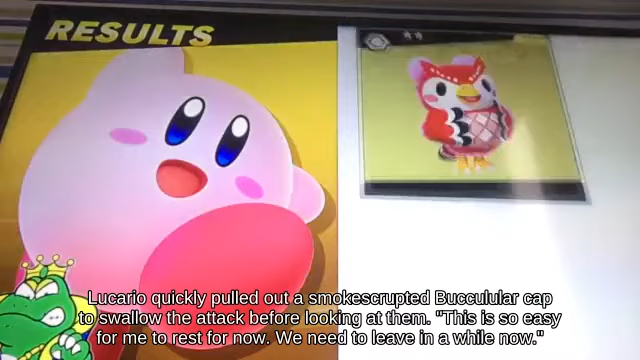 RESULTS
Lucario quickly pulled out a smokescrupted Bucculular cap
to swallow the attack before looking at them. "This is so easy
for me to rest for now. We need to leave in a while now."